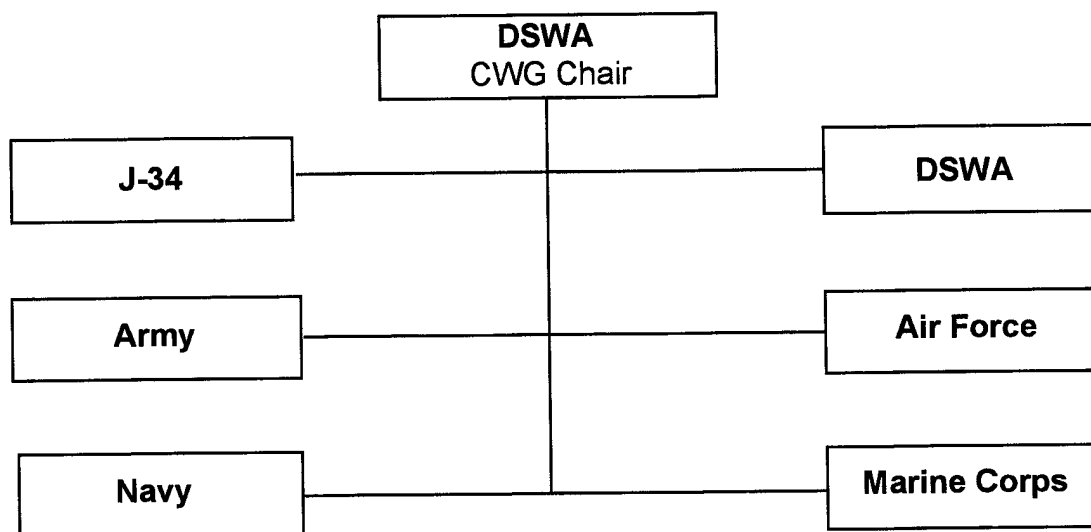 DSWA
CWG Chair
J-34
DSWA
Army
Air Force
Navy
Marine Corps